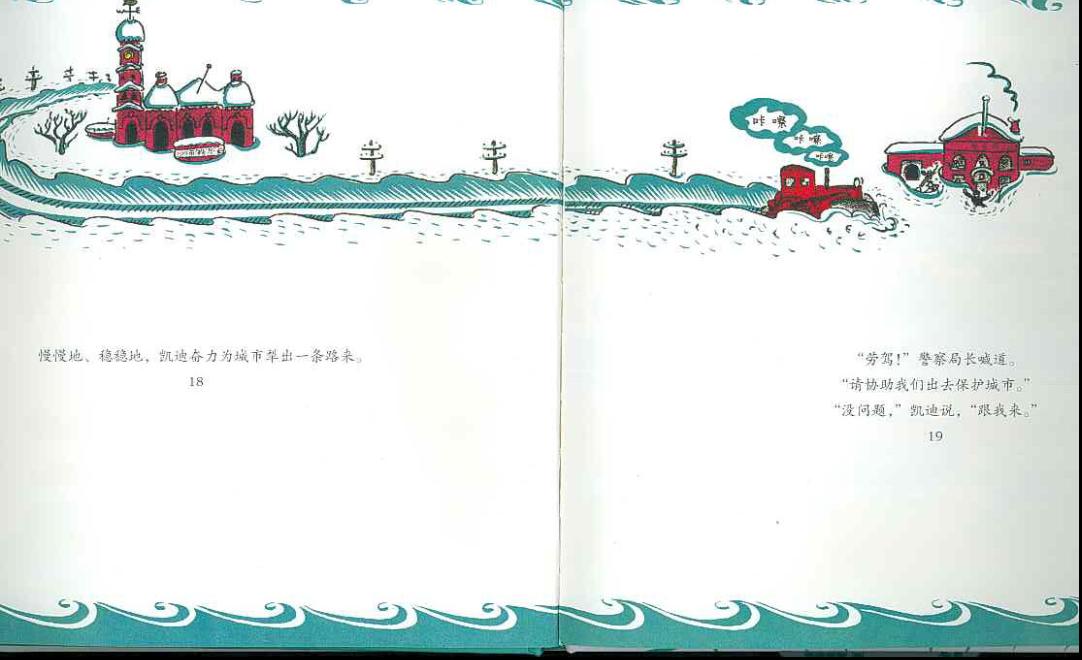 咔嚓
咔嚓
咔嚓
慢慢地、稳稳地，凯迪奋力为城市犁出一条路来。
18
“劳驾！”警察局长喊道。
“请协助我们出去保护城市。”
“没问题，”凯迪说，“跟我来。”
19